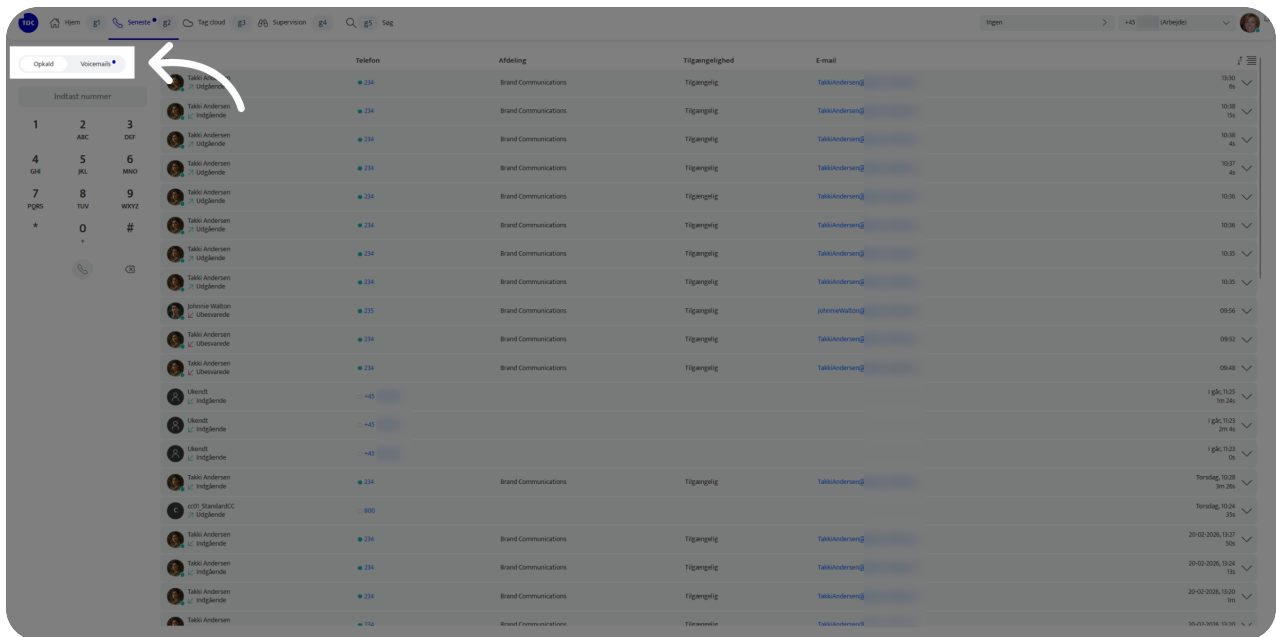 TDC Hjem g1 Seneste g2 Tag cloud g3 Supervision g4 g5 Søg Ingen +45 (Arbejde)
Opkald Voicemails
Telefon Afdeling Tilgængelighed E-mail
Indtast nummer
1 2 3
ABC DEF
4 5 6
GHI JKL MNO
7 8 9
PQRS TUV WXYZ
* 0 #
+
Takki Andersen 234 Brand Communications Tilgængelig TakkiAndersen@ 13:30
Udgående 8s
Takki Andersen 234 Brand Communications Tilgængelig TakkiAndersen@ 10:38
Indgående 13s
Takki Andersen 234 Brand Communications Tilgængelig TakkiAndersen@ 10:38
Udgående 4s
Takki Andersen 234 Brand Communications Tilgængelig TakkiAndersen@ 10:37
Udgående 4s
Takki Andersen 234 Brand Communications Tilgængelig TakkiAndersen@ 10:36
Udgående
Takki Andersen 234 Brand Communications Tilgængelig TakkiAndersen@ 10:36
Udgående
Takki Andersen 234 Brand Communications Tilgængelig TakkiAndersen@ 10:35
Udgående
Takki Andersen 234 Brand Communications Tilgængelig TakkiAndersen@ 10:35
Udgående
Johnnie Walton 235 Brand Communications Tilgængelig JohnnieWalton@ 09:56
Ubesvarede
Takki Andersen 234 Brand Communications Tilgængelig TakkiAndersen@ 09:52
Ubesvarede
Takki Andersen 234 Brand Communications Tilgængelig TakkiAndersen@ 09:48
Ubesvarede
Ukendt +45 I går, 11:25
Indgående 1m 24s
Ukendt +45 I går, 11:23
Indgående 2m 4s
Ukendt +45 I går, 11:23
Indgående 0s
Takki Andersen 234 Brand Communications Tilgængelig TakkiAndersen@ Torsdag, 10:28
Indgående 3m 26s
C cc01_StandardCC 800 Torsdag, 10:24
Udgående 33s
Takki Andersen 234 Brand Communications Tilgængelig TakkiAndersen@ 20-02-2026, 13:27
Indgående 50s
Takki Andersen 234 Brand Communications Tilgængelig TakkiAndersen@ 20-02-2026, 13:24
Indgående 13s
Takki Andersen 234 Brand Communications Tilgængelig TakkiAndersen@ 20-02-2026, 13:20
Indgående 1m
Takki Andersen 234 Brand Communications Tilgængelig TakkiAndersen@